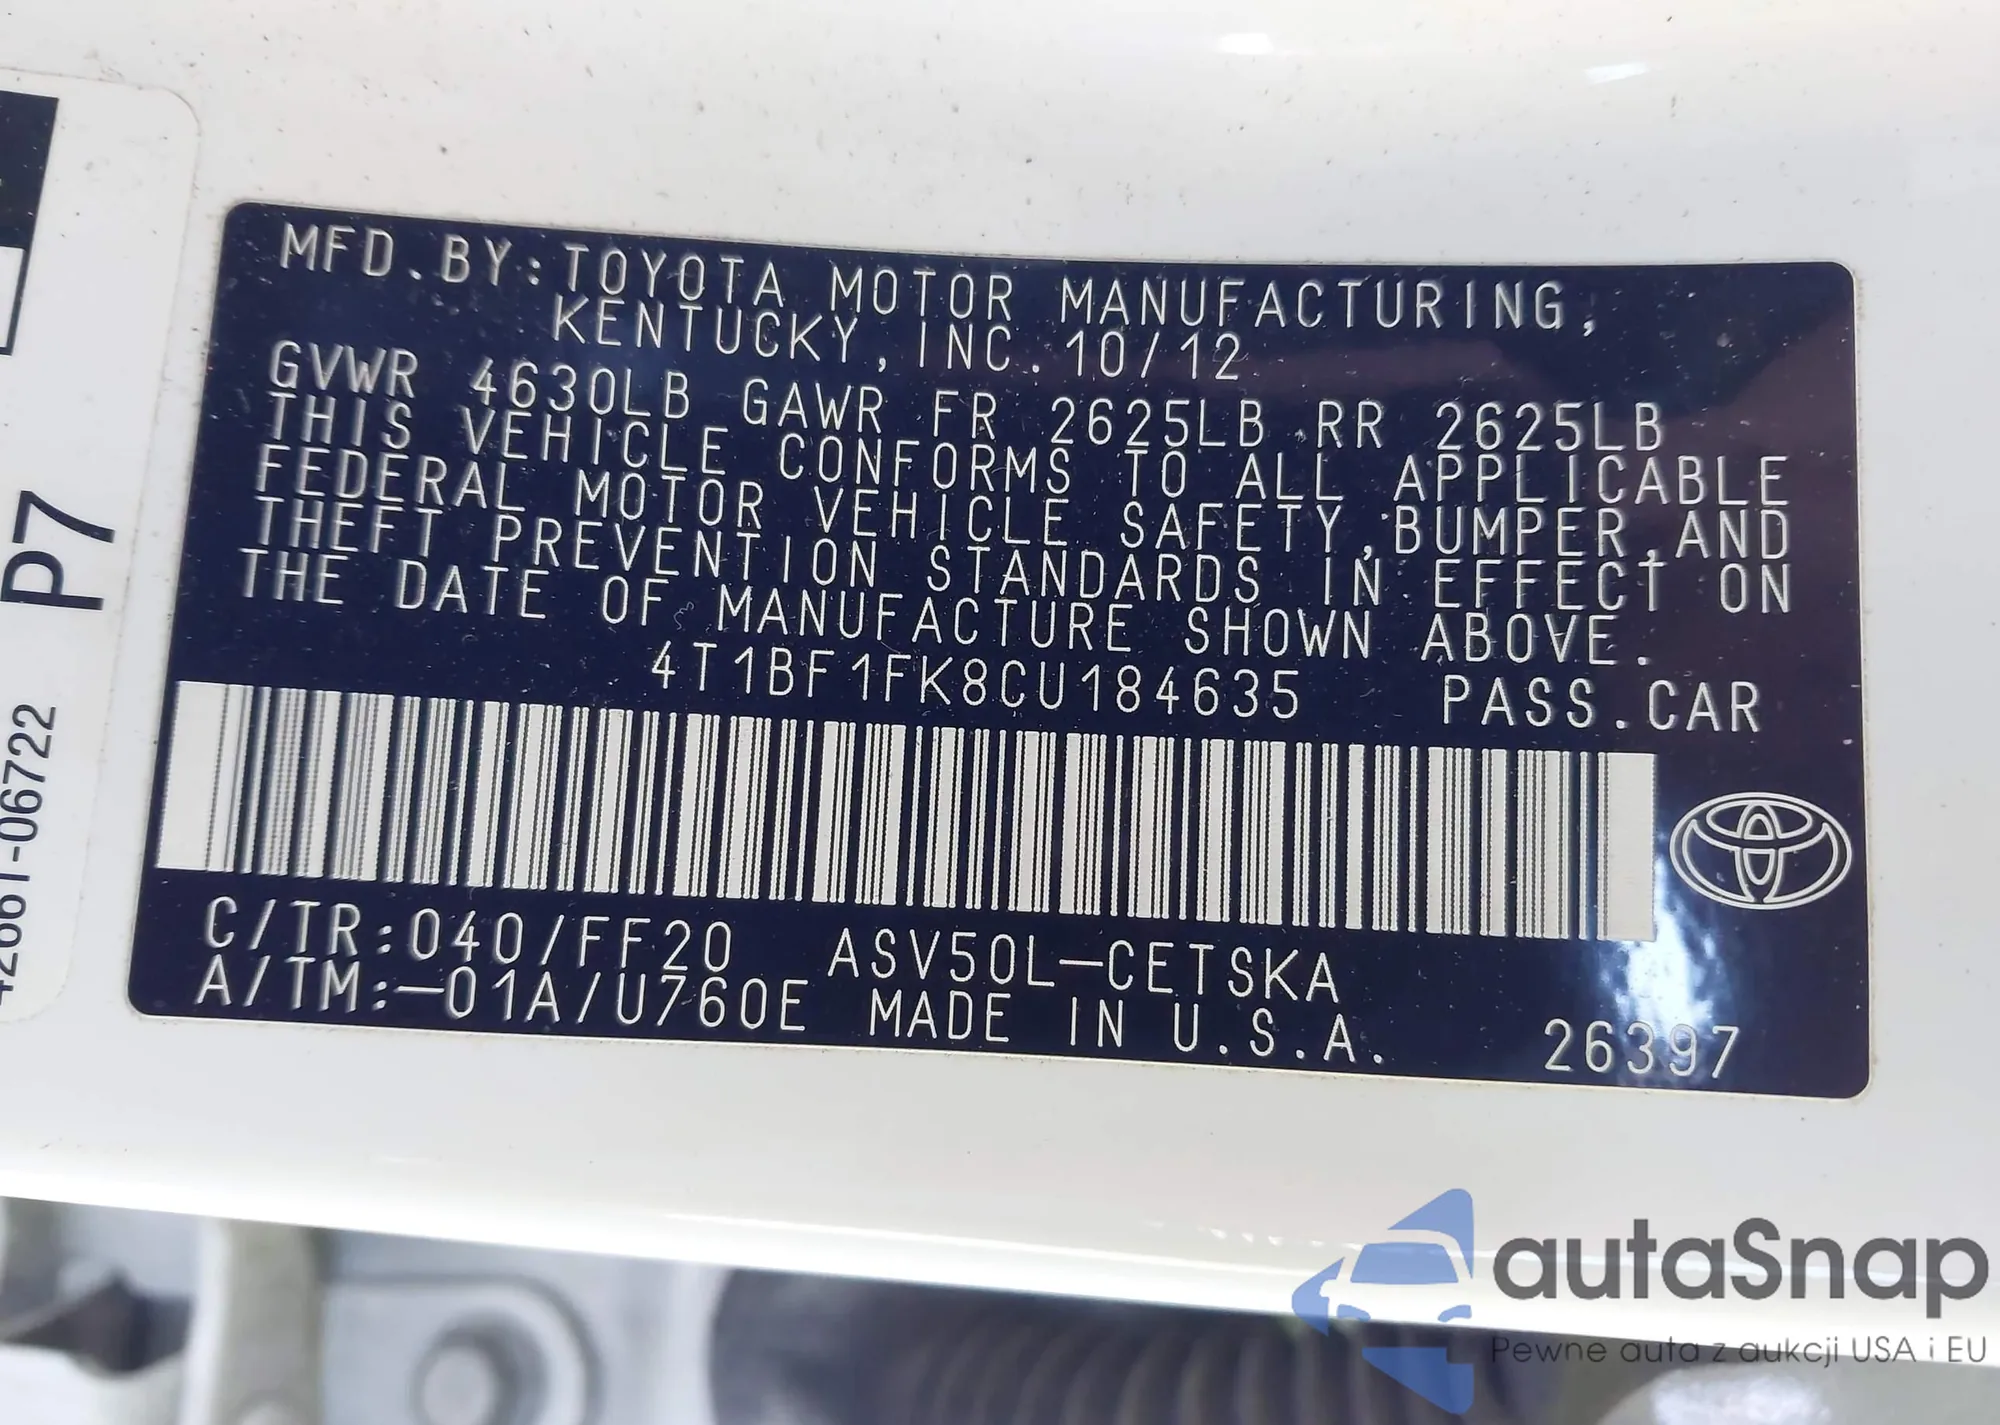 MFD.BY:TOYOTA MOTOR MANUFACTURING,
KENTUCKY,INC.10/12
GVWR 4630LB GAWR FR 2625LB RR 2625LB
THIS VEHICLE CONFORMS TO ALL APPLICABLE
FEDERAL MOTOR VEHICLE SAFETY,BUMPER,AND
THEFT PREVENTION STANDARDS IN EFFECT ON
THE DATE OF MANUFACTURE SHOWN ABOVE.
4T1BF1FK8CU184635 PASS.CAR
C/TR:040/FF20 ASV50L-CETSKA
A/TM:-01A/U760E MADE IN U.S.A. 26397
P7
42661-06722
autaSnap
Pewne auta z aukcji USA i EU